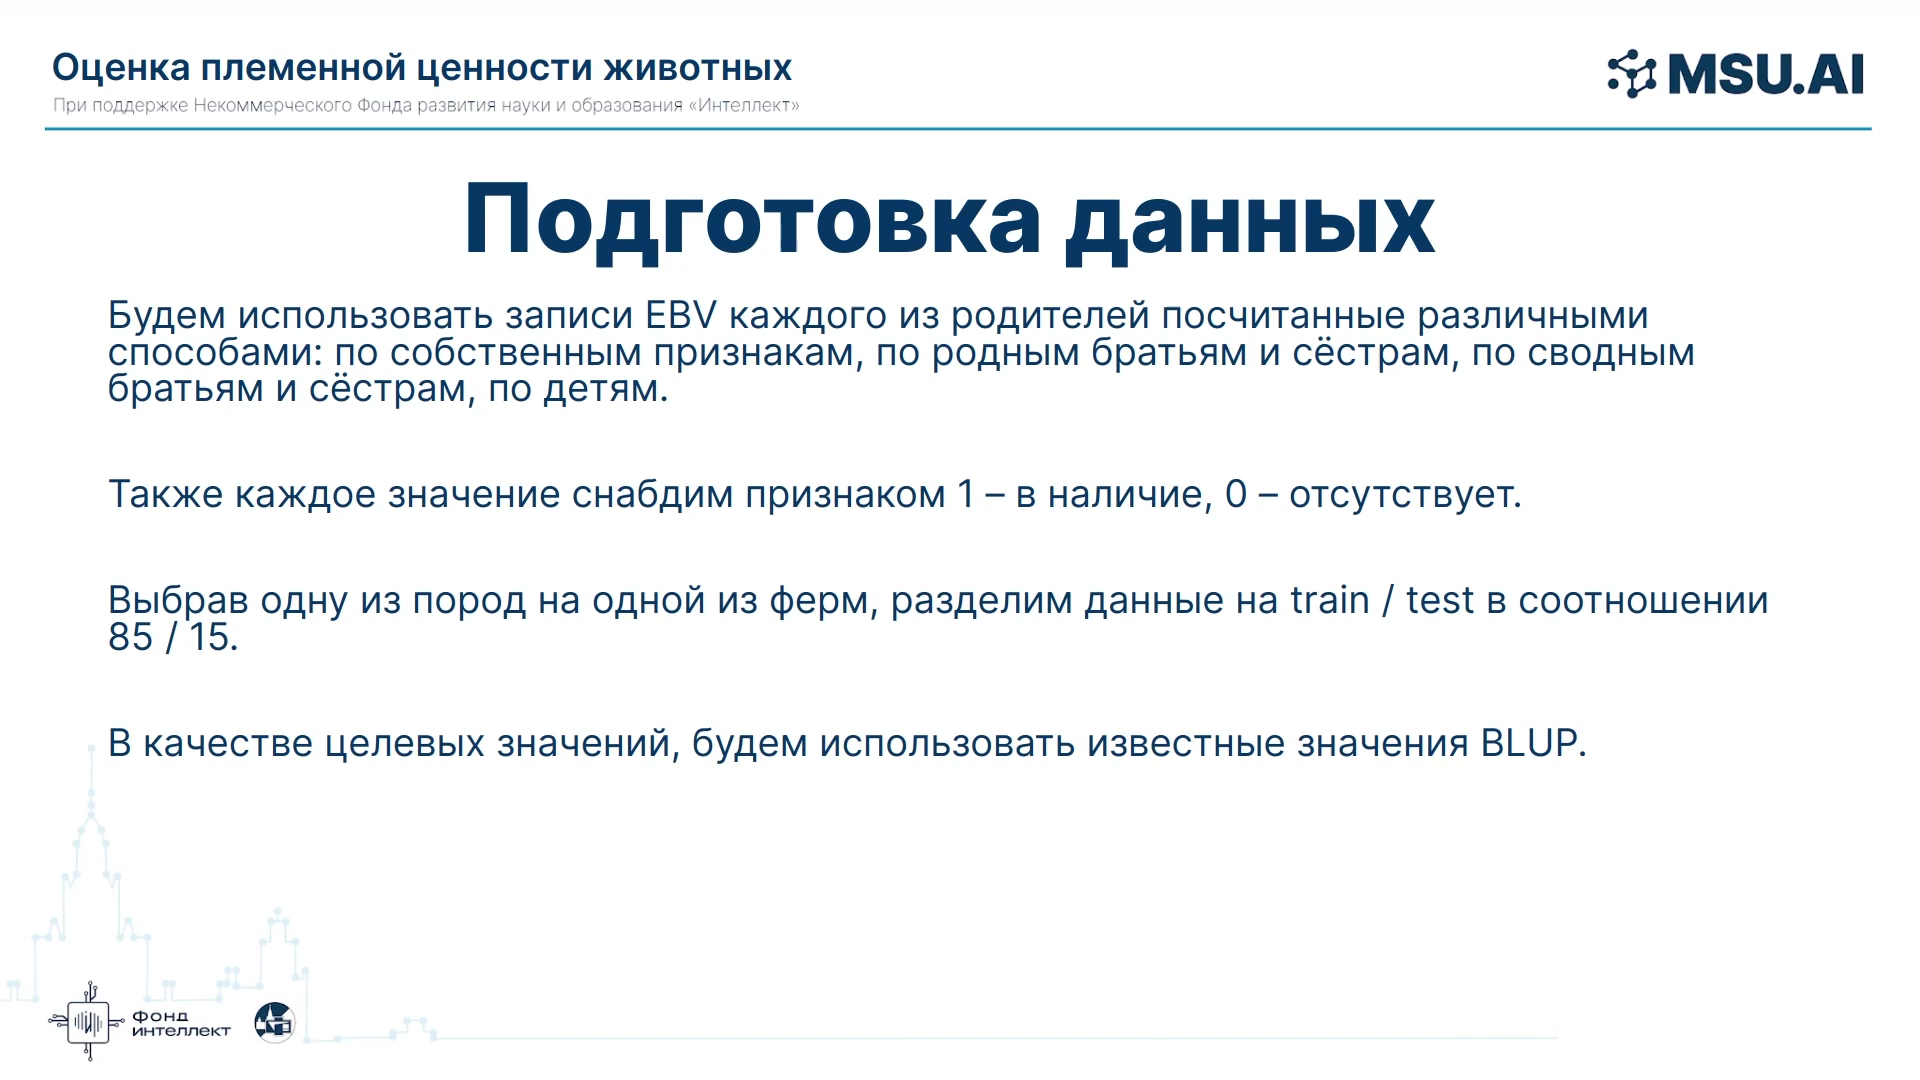 Оценка племенной ценности животных
При поддержке Некоммерческого Фонда развития науки и образования «Интеллект»
MSU.AI
Подготовка данных
Будем использовать записи EBV каждого из родителей посчитанные различными
способами: по собственным признакам, по родным братьям и сёстрам, по сводным
братьям и сёстрам, по детям.
Также каждое значение снабдим признаком 1 – в наличие, 0 – отсутствует.
Выбрав одну из пород на одной из ферм, разделим данные на train / test в соотношении
85 / 15.
В качестве целевых значений, будем использовать известные значения BLUP.
Фонд
интеллект